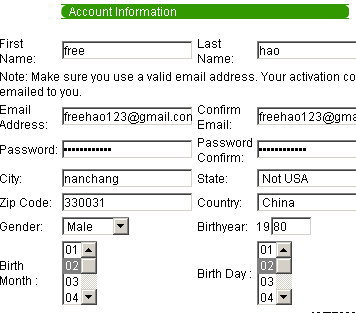 Account Information
First Name: free Last Name: hao
Note: Make sure you use a valid email address. Your activation co
emailed to you.
Email Address: freehao123@gmail.con Confirm Email: freehao123@gma
Password: •••••••••••• Password Confirm: ••••••••••••
City: nanchang State: Not USA
Zip Code: 330031 Country: China
Gender: Male Birthyear: 1980
Birth Month : 01 02 03 04 Birth Day : 01 02 03 04